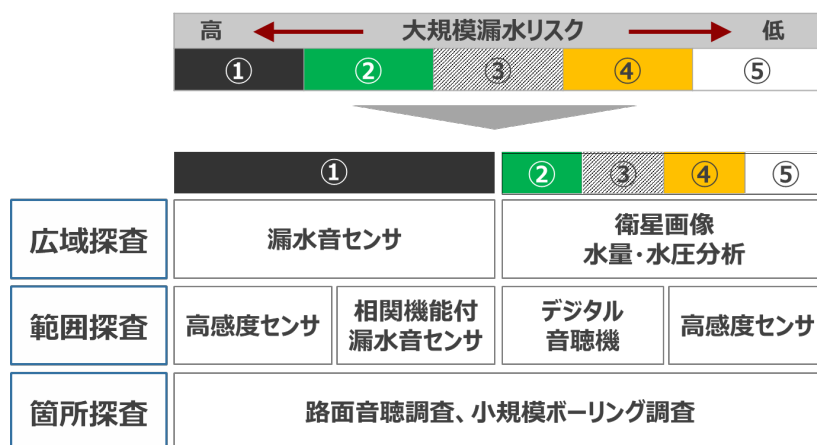 高 大規模漏水リスク 低
① ② ③ ④ ⑤
① ② ③ ④ ⑤
広域探査
漏水音センサ
衛星画像
水量・水圧分析
範囲探査
高感度センサ
相関機能付
漏水音センサ
デジタル
音聴機
高感度センサ
箇所探査
路面音聴調査、小規模ボーリング調査